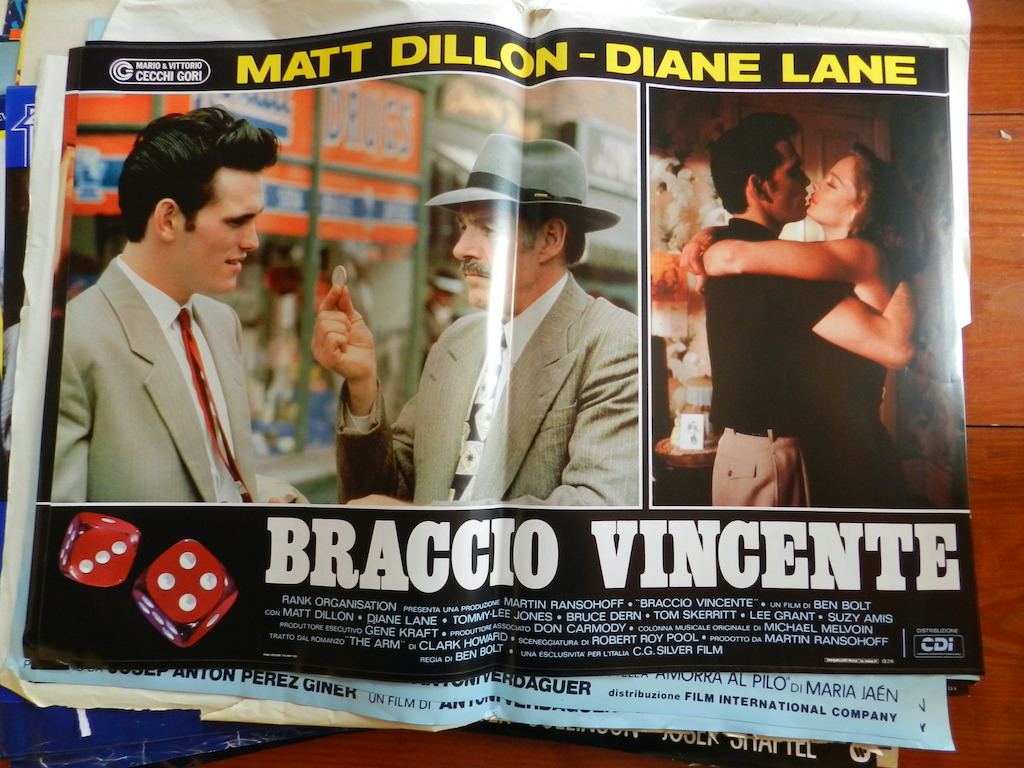 MARIO & VITTORIO
CECCHI GORI
MATT DILLON - DIANE LANE
DRUGS
BRACCIO VINCENTE
RANK ORGANISATION PRESENTA UNA PRODUZIONE MARTIN RANSOHOFF • "BRACCIO VINCENTE" • UN FILM DI BEN BOLT
CON MATT DILLON • DIANE LANE • TOMMY-LEE JONES • BRUCE DERN • TOM SKERRITT • LEE GRANT • SUZY AMIS
PRODUTTORE ESECUTIVO GENE KRAFT • PRODUTTORE ASSOCIATO DON CARMODY • COLONNA MUSICALE ORIGINALE DI MICHAEL MELVOIN
TRATTO DAL ROMANZO "THE ARM" DI CLARK HOWARD • SCENEGGIATURA DI ROBERT ROY POOL • PRODOTTO DA MARTIN RANSOHOFF
REGIA DI BEN BOLT • UNA ESCLUSIVITA' PER L'ITALIA C.G. SILVER FILM
DISTRIBUZIONE
CDI
JOSEP ANTON PEREZ GINER
UN FILM DI ANTONI VERDAGUER
ANTONI VERDAGUER
"AMORRA AL PILO" DI MARIA JAÉN
distribuzione FILM INTERNATIONAL COMPANY